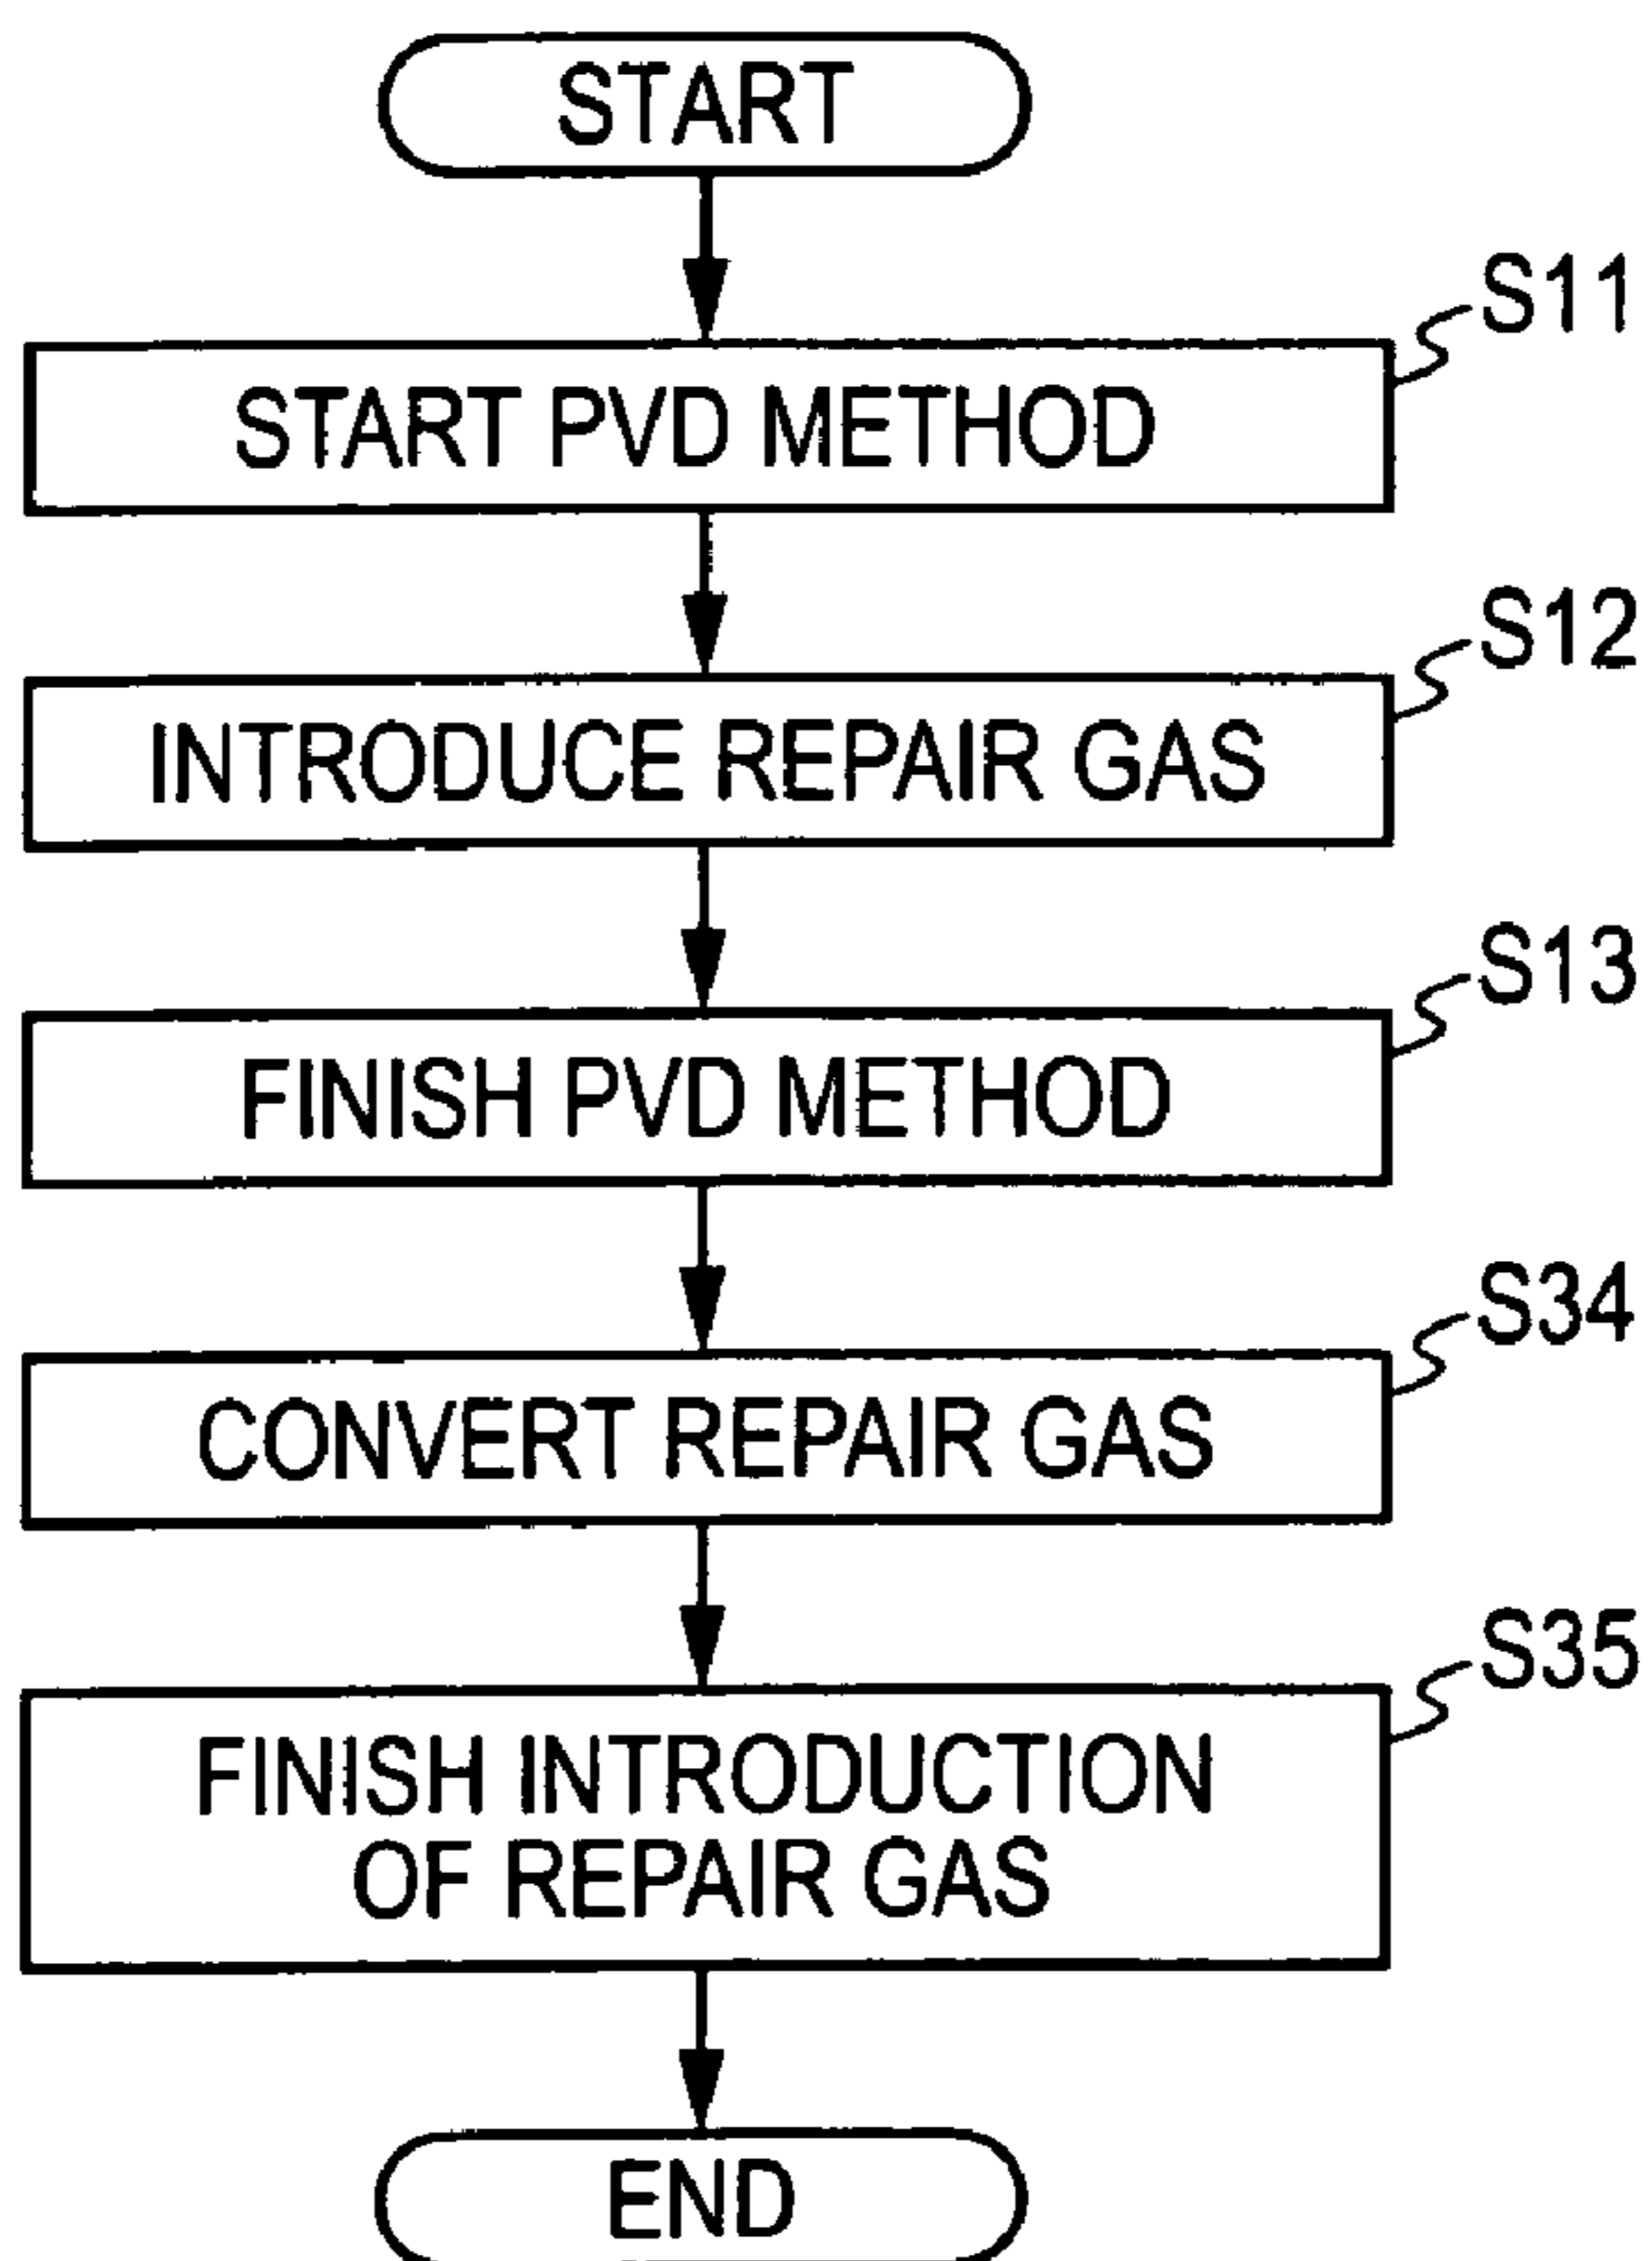 START
S11
START PVD METHOD
S12
INTRODUCE REPAIR GAS
S13
FINISH PVD METHOD
S34
CONVERT REPAIR GAS
S35
FINISH INTRODUCTION
OF REPAIR GAS
END